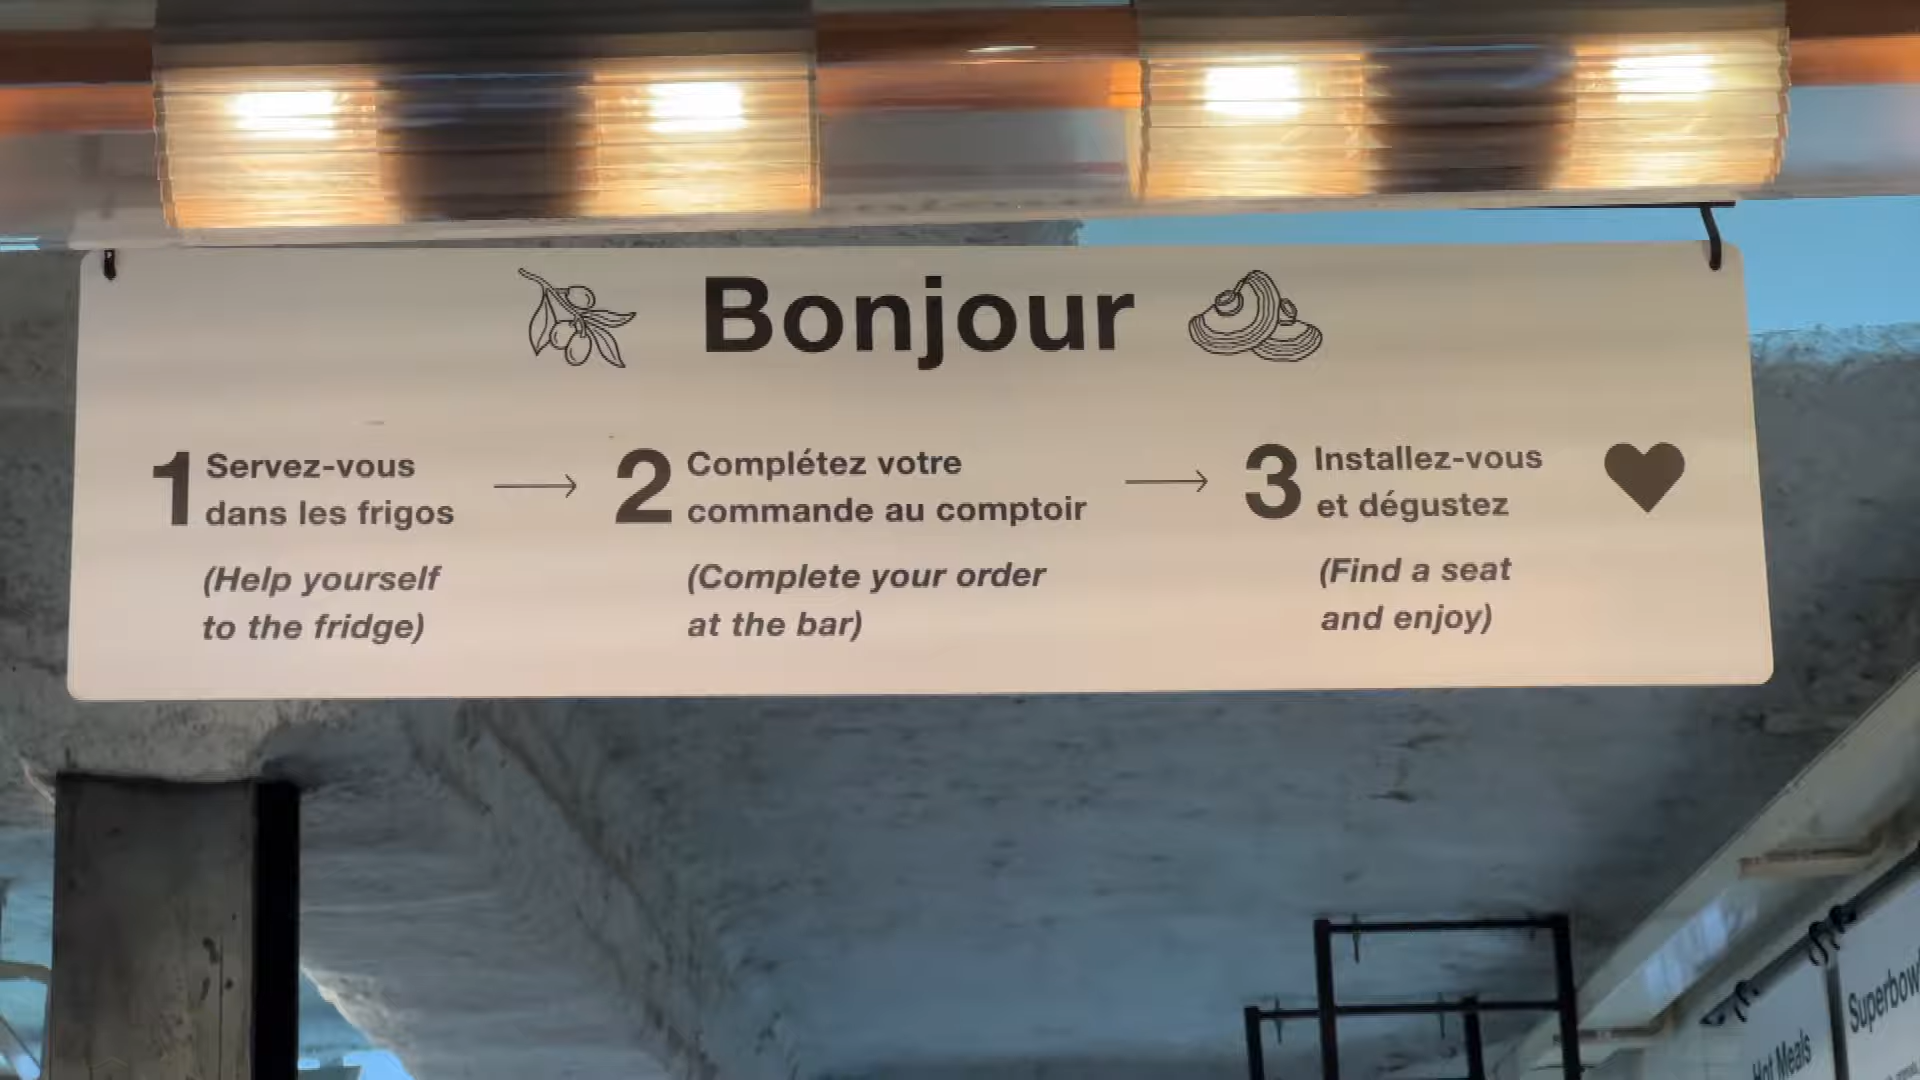 Bonjour
1 Servez-vous
dans les frigos
(Help yourself
to the fridge)
2 Complétez votre
commande au comptoir
(Complete your order
at the bar)
3 Installez-vous
et dégustez
(Find a seat
and enjoy)
Hot Meals